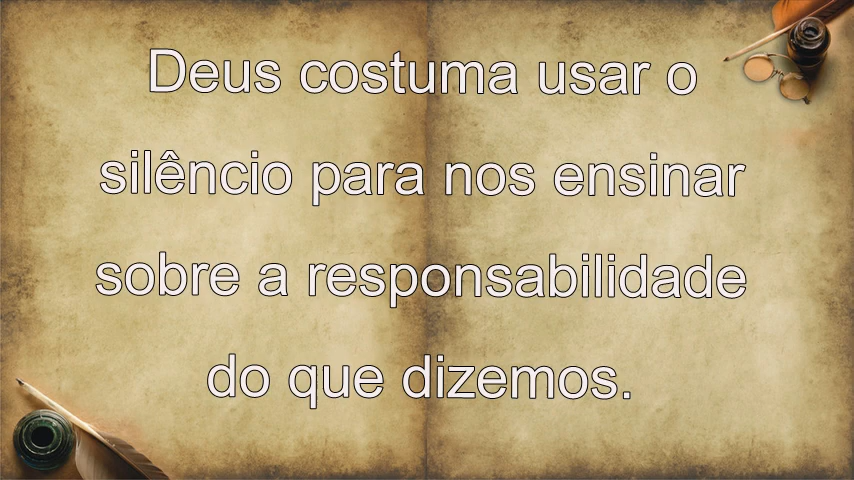 Deus costuma usar o
silêncio para nos ensinar
sobre a responsabilidade
do que dizemos.